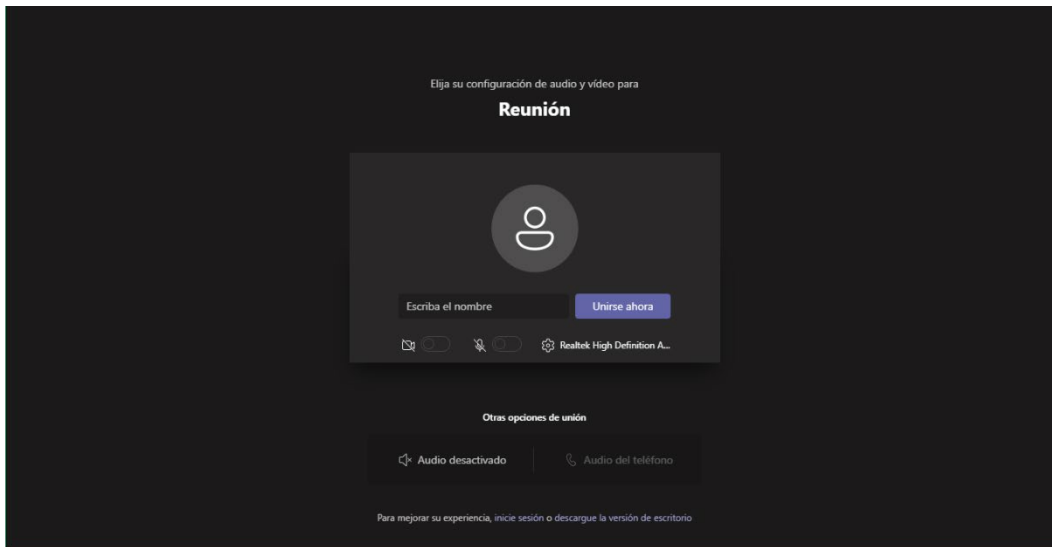 Elija su configuración de audio y vídeo para
Reunión
Escriba el nombre
Unirse ahora
Realtek High Definition A...
Otras opciones de unión
Audio desactivado
Audio del teléfono
Para mejorar su experiencia, inicie sesión o descargue la versión de escritorio